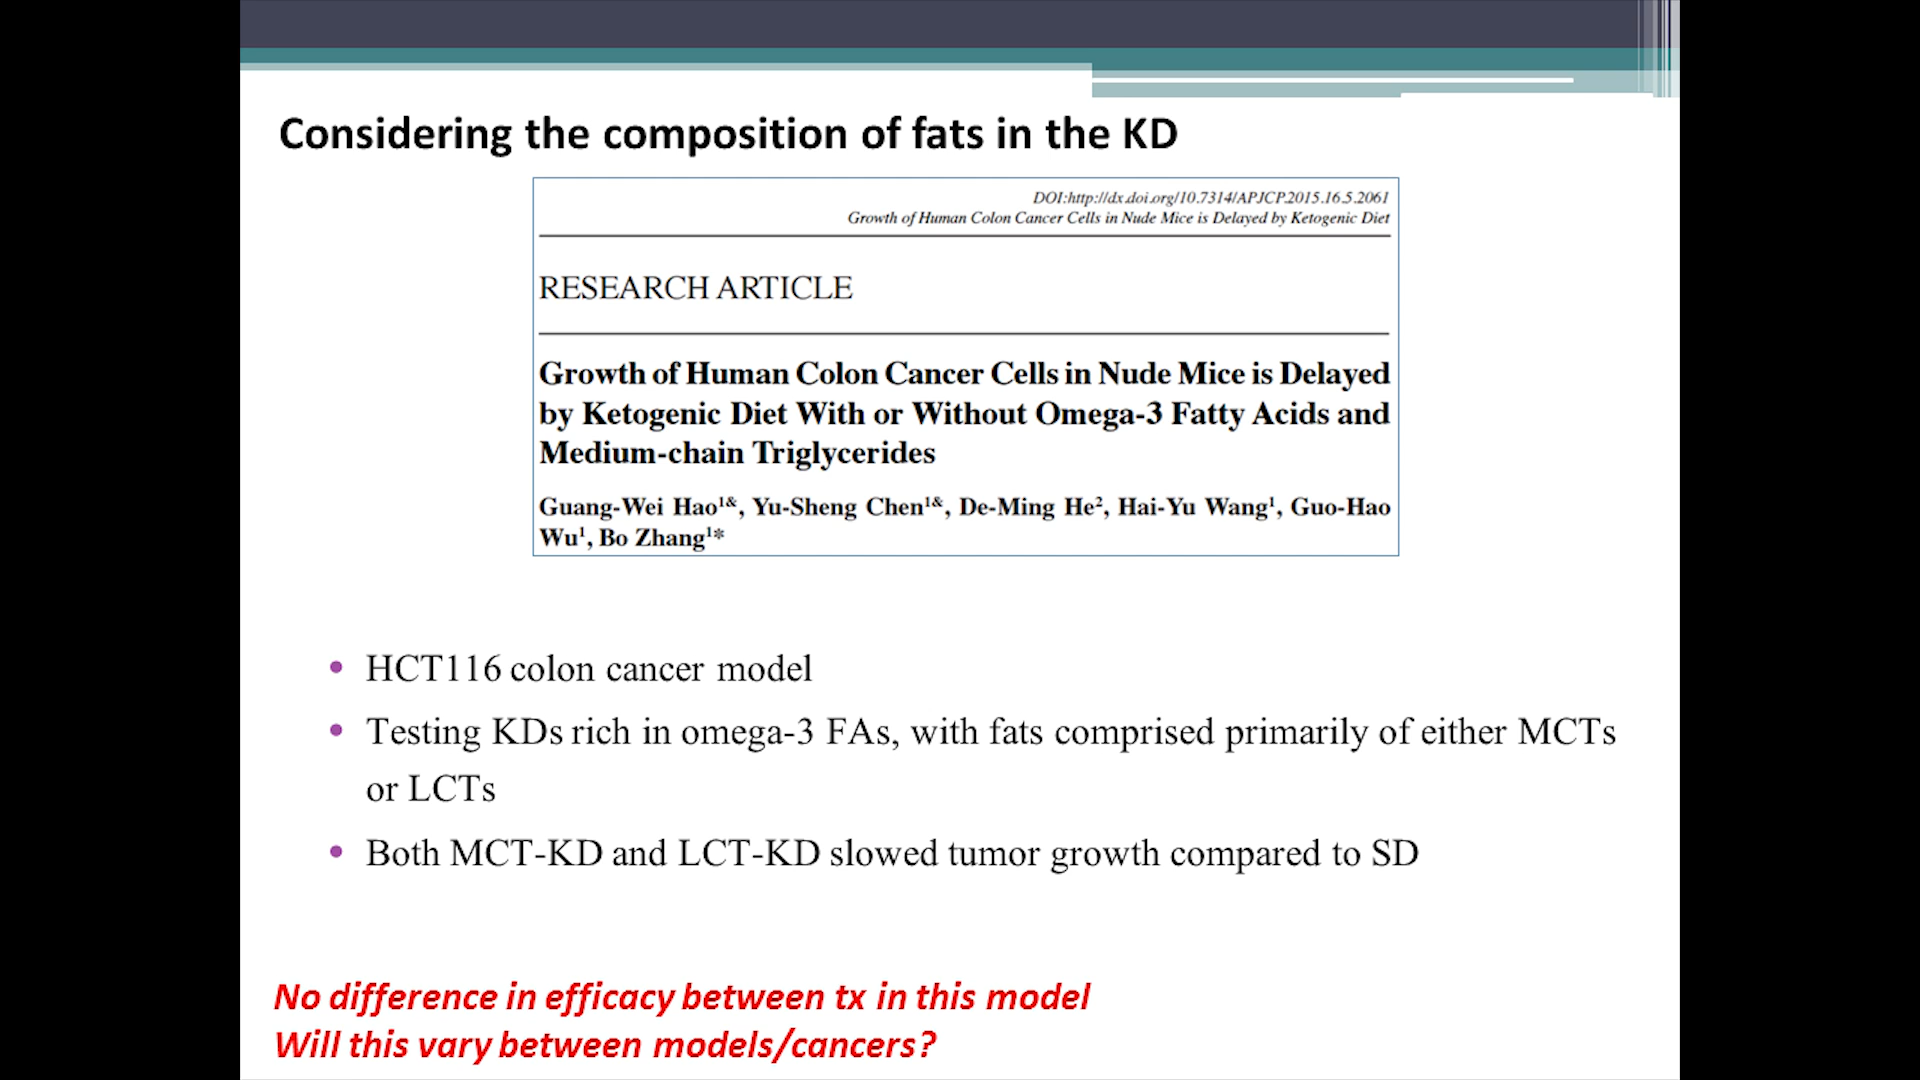 Considering the composition of fats in the KD
DOI:http://dx.doi.org/10.7314/APJCP.2015.16.5.2061
Growth of Human Colon Cancer Cells in Nude Mice is Delayed by Ketogenic Diet
RESEARCH ARTICLE
Growth of Human Colon Cancer Cells in Nude Mice is Delayed
by Ketogenic Diet With or Without Omega-3 Fatty Acids and
Medium-chain Triglycerides
Guang-Wei Hao¹&, Yu-Sheng Chen¹&, De-Ming He², Hai-Yu Wang¹, Guo-Hao
Wu¹, Bo Zhang¹*
• HCT116 colon cancer model
• Testing KDs rich in omega-3 FAs, with fats comprised primarily of either MCTs
or LCTs
• Both MCT-KD and LCT-KD slowed tumor growth compared to SD
No difference in efficacy between tx in this model
Will this vary between models/cancers?